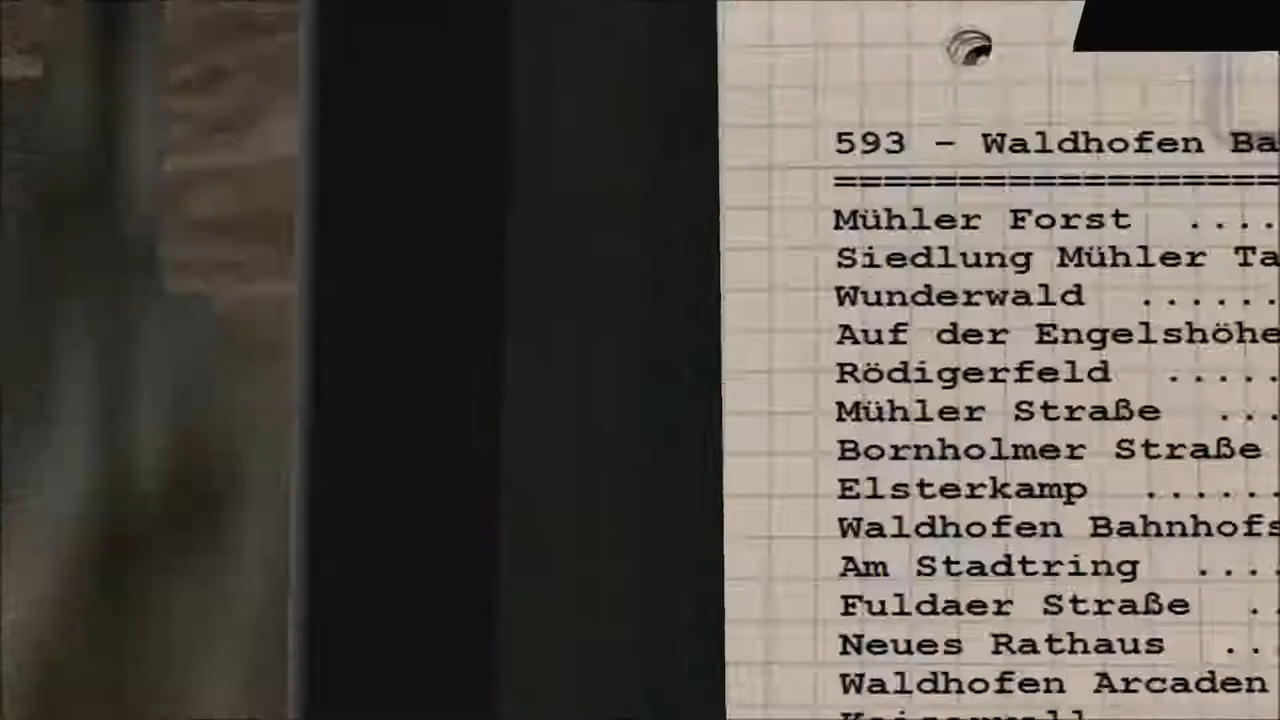 593 - Waldhofen Ba
==================
Mühler Forst ....
Siedlung Mühler Ta
Wunderwald ......
Auf der Engelshöhe
Rödigerfeld .....
Mühler Straße ...
Bornholmer Straße
Elsterkamp ......
Waldhofen Bahnhofs
Am Stadtring ....
Fuldaer Straße ..
Neues Rathaus ...
Waldhofen Arcaden